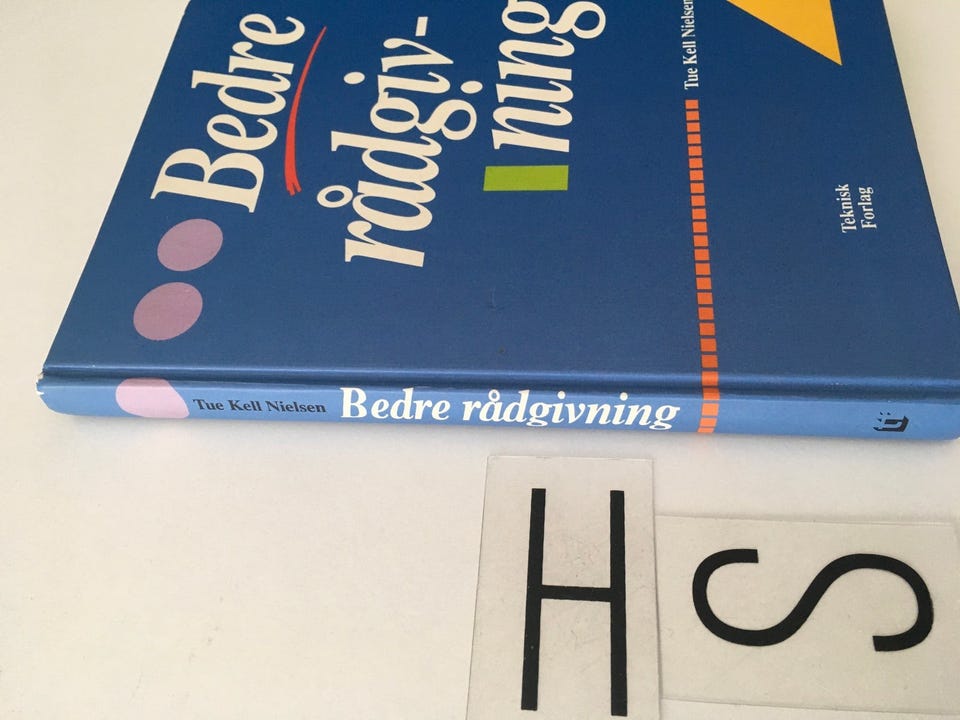 Bedre
rådgiv-
ning
Tue Kell Nielsen
Teknisk
Forlag
Tue Kell Nielsen Bedre rådgivning
H
S